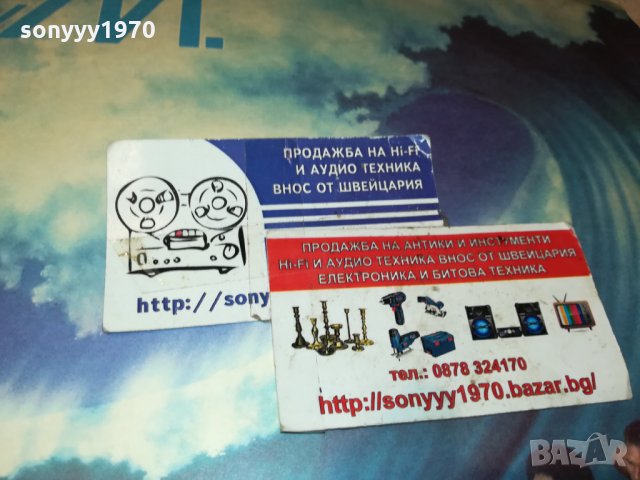 sonyyy1970
ПРОДАЖБА НА Hi-Fi
И АУДИО ТЕХНИКА
ВНОС ОТ ШВЕЙЦАРИЯ
http://sony
ПРОДАЖБА НА АНТИКИ И ИНСТРУМЕНТИ
Hi-Fi И АУДИО ТЕХНИКА ВНОС ОТ ШВЕЙЦАРИЯ
ЕЛЕКТРОНИКА И БИТОВА ТЕХНИКА
тел.: 0878 324170
http://sonyyy1970.bazar.bg/
BAZAR